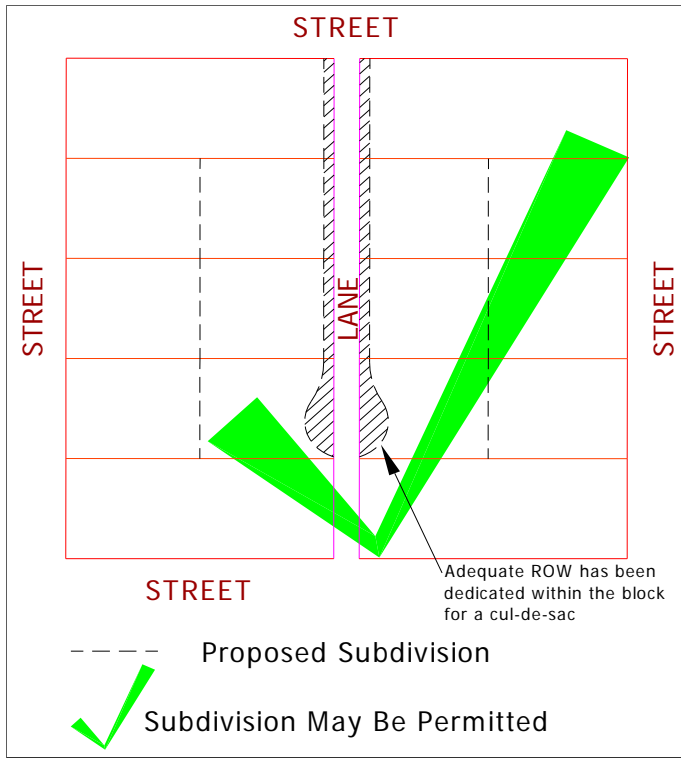 STREET
STREET
LANE
STREET
Adequate ROW has been
dedicated within the block
for a cul-de-sac
STREET
Proposed Subdivision
Subdivision May Be Permitted